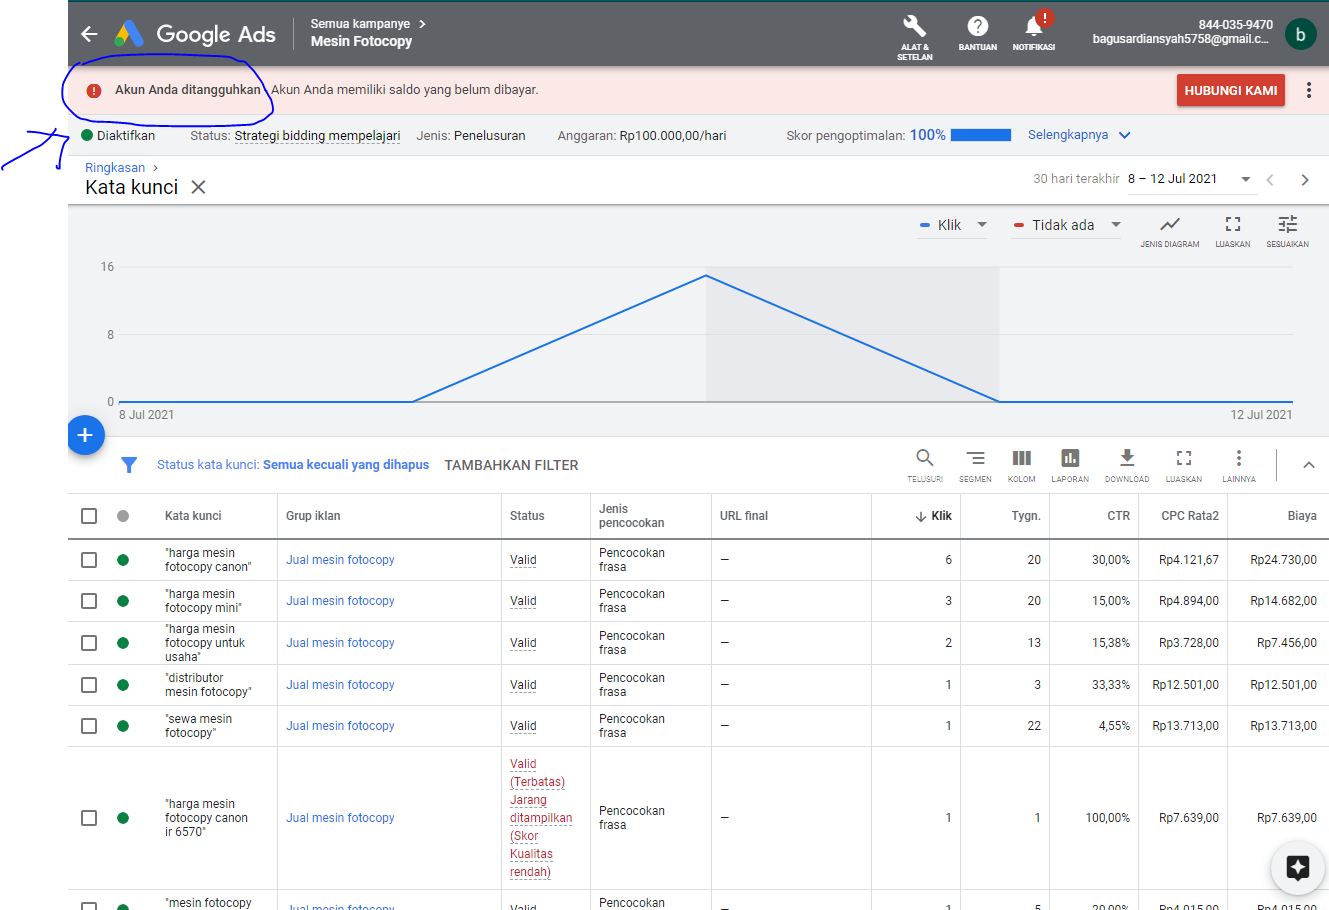 Google Ads
Semua kampanye >
Mesin Fotocopy
ALAT &
SETELAN
BANTUAN
NOTIFIKASI
844-035-9470
bagusardiansyah5758@gmail.c...
b
Akun Anda ditangguhkan - Akun Anda memiliki saldo yang belum dibayar.
HUBUNGI KAMI
Diaktifkan Status: Strategi bidding mempelajari Jenis: Penelusuran Anggaran: Rp100.000,00/hari Skor pengoptimalan: 100% Selengkapnya
Ringkasan >
Kata kunci
30 hari terakhir 8 – 12 Jul 2021
Klik Tidak ada
JENIS DIAGRAM LUASKAN SESUAIKAN
16
8
0
8 Jul 2021 12 Jul 2021
Status kata kunci: Semua kecuali yang dihapus TAMBAHKAN FILTER
TELUSURI SEGMEN KOLOM LAPORAN DOWNLOAD LUASKAN LAINNYA
Kata kunci Grup iklan Status Jenis pencocokan URL final Klik Tygn. CTR CPC Rata2 Biaya
"harga mesin fotocopy canon" Jual mesin fotocopy Valid Pencocokan frasa – 6 20 30,00% Rp4.121,67 Rp24.730,00
"harga mesin fotocopy mini" Jual mesin fotocopy Valid Pencocokan frasa – 3 20 15,00% Rp4.894,00 Rp14.682,00
"harga mesin fotocopy untuk usaha" Jual mesin fotocopy Valid Pencocokan frasa – 2 13 15,38% Rp3.728,00 Rp7.456,00
"distributor mesin fotocopy" Jual mesin fotocopy Valid Pencocokan frasa – 1 3 33,33% Rp12.501,00 Rp12.501,00
"sewa mesin fotocopy" Jual mesin fotocopy Valid Pencocokan frasa – 1 22 4,55% Rp13.713,00 Rp13.713,00
"harga mesin fotocopy canon ir 6570" Jual mesin fotocopy Valid (Terbatas) Jarang ditampilkan (Skor Kualitas rendah) Pencocokan frasa – 1 1 100,00% Rp7.639,00 Rp7.639,00
"mesin fotocopy Jual mesin fotocopy Valid Pencocokan 1 5 20,00% Rp4.015,00 Rp4.015,00